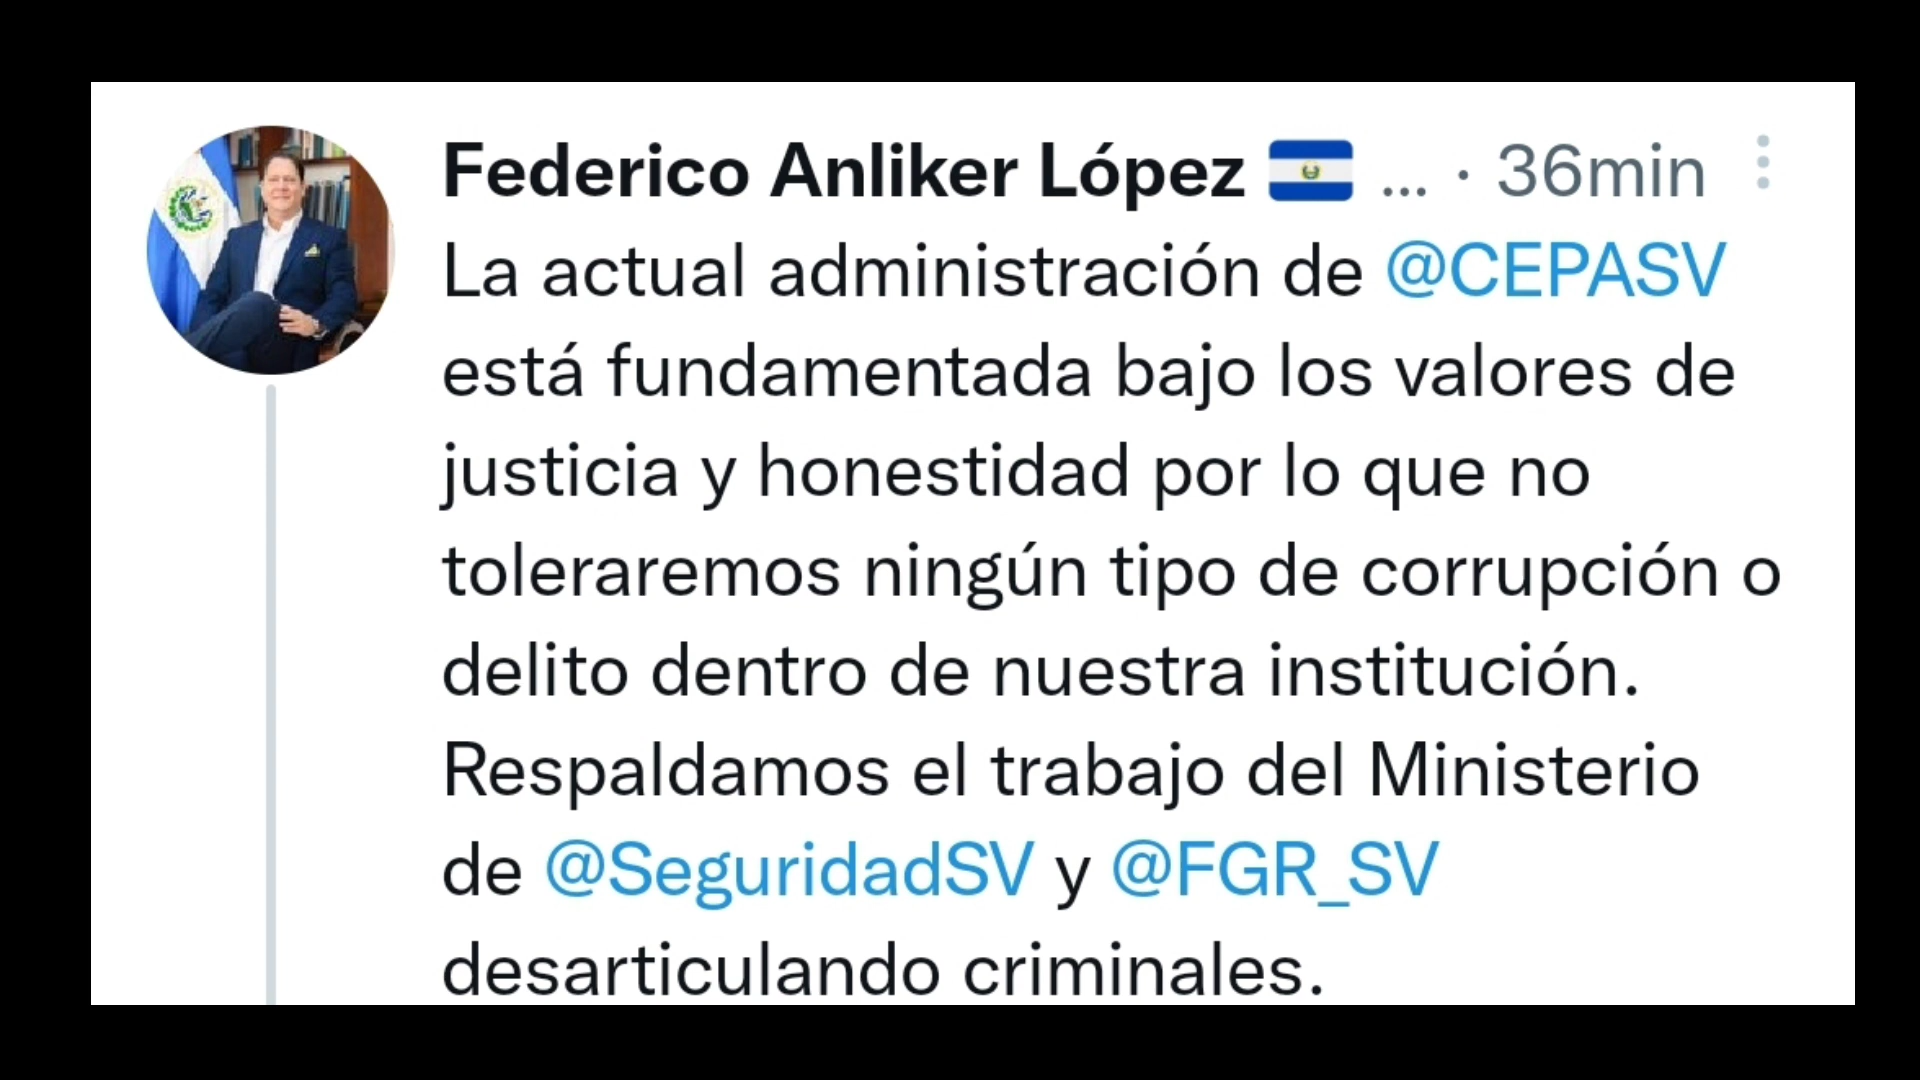 Federico Anliker López 🇸🇻 ... · 36min
La actual administración de @CEPASV
está fundamentada bajo los valores de
justicia y honestidad por lo que no
toleraremos ningún tipo de corrupción o
delito dentro de nuestra institución.
Respaldamos el trabajo del Ministerio
de @SeguridadSV y @FGR_SV
desarticulando criminales.